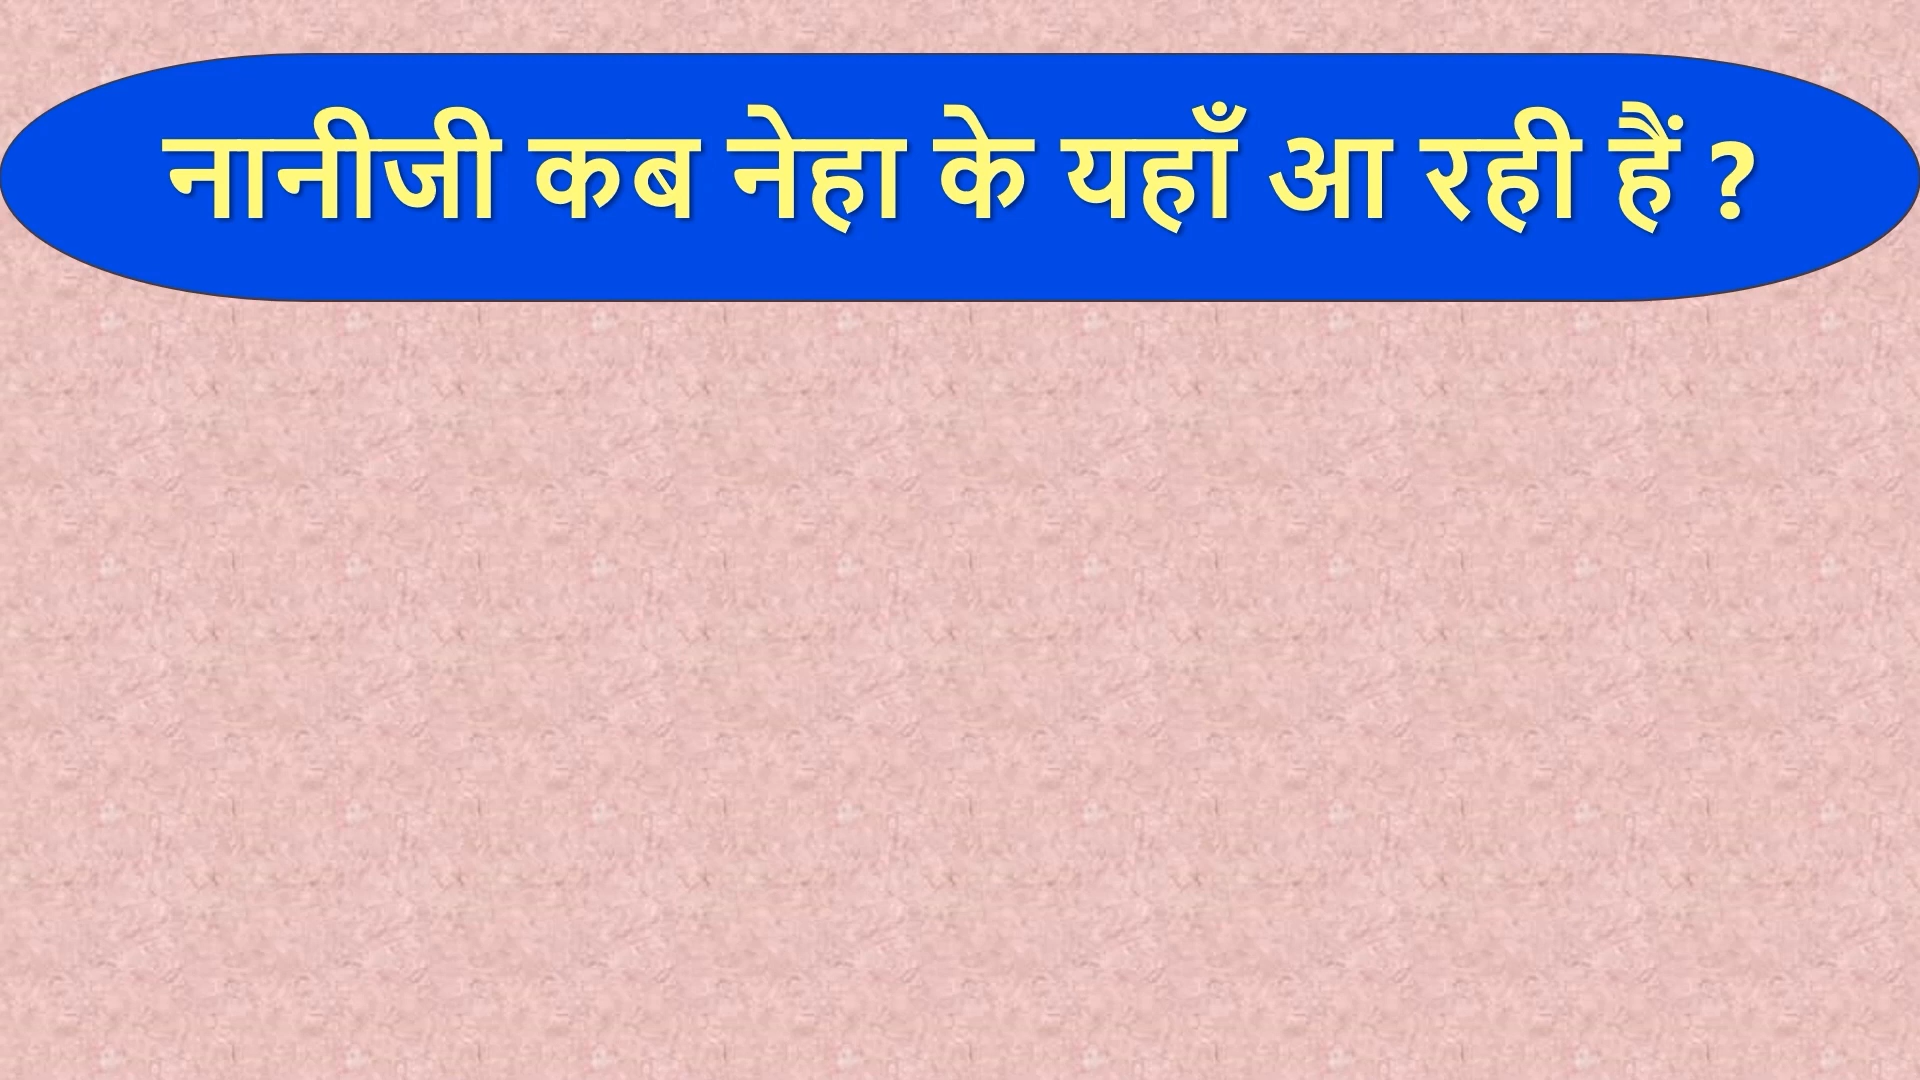 नानीजी कब नेहा के यहाँ आ रही हैं ?